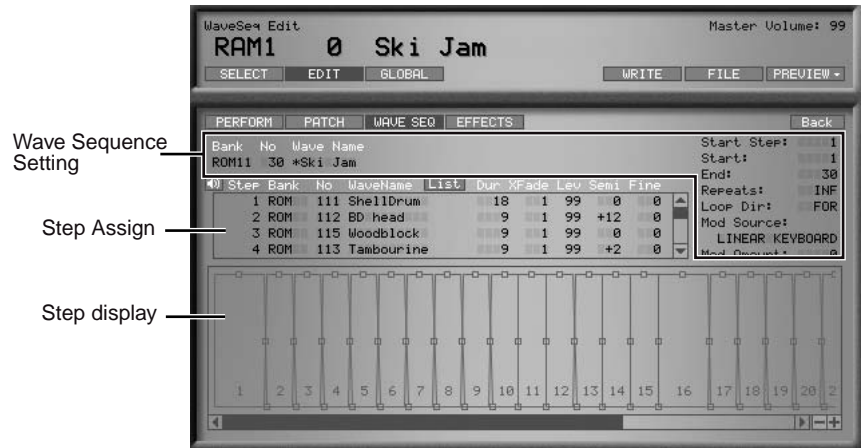 WaveSeq Edit
Master Volume: 99
RAM1 0 Ski Jam
SELECT EDIT GLOBAL WRITE FILE PREVIEW
PERFORM PATCH WAVE SEQ EFFECTS Back
Wave Sequence
Setting
Bank No Wave Name
ROM11 30 *Ski Jam
Start Step: 1
Start: 1
End: 30
Repeats: INF
Loop Dir: FOR
Mod Source:
LINEAR KEYBOARD
Mod Amount: 0
Step Bank No WaveName List Dur XFade Lev Semi Fine
1 ROM 111 ShellDrum 18 1 99 0 0
2 ROM 112 BD head 9 1 99 +12 0
3 ROM 115 Woodblock 9 1 99 0 0
4 ROM 113 Tambourine 9 1 99 +2 0
Step Assign
Step display
1 2 3 4 5 6 7 8 9 10 11 12 13 14 15 16 17 18 19 20 2